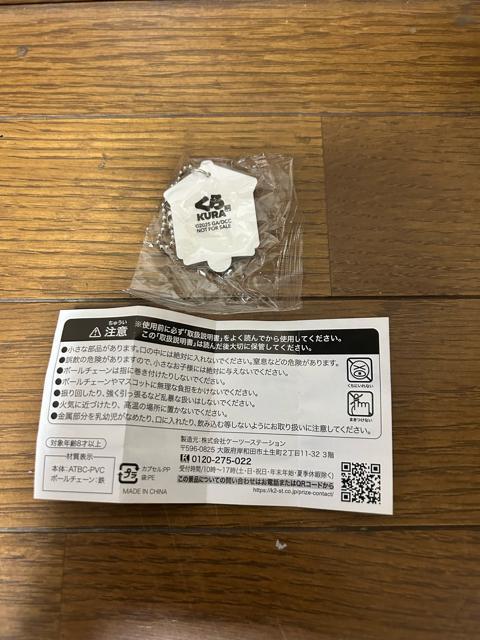 くら
KURA
©2025 GA/DCC
NOT FOR SALE
ちゅうい
注意
※使用前に必ず「取扱説明書」をよく読んでから使用してください。
この「取扱説明書」は読んだ後大切に保管してください。
●小さな部品があります。口の中には絶対に入れないでください。窒息などの危険があります。
●誤飲の危険がありますので、小さなお子様には絶対に与えないでください。
●ボールチェーンは指に巻き付けたりしないでください。
●ボールチェーンやマスコットに無理な負担をかけないでください。
●振り回したり、強く引っ張るなど乱暴な扱いはしないでください。
●火気に近づけたり、高温の場所に置かないでください。
●金属部分を乳幼児がなめたり、口に入れたり、飲み込む等しないようにお取り扱いに注意してください。
くちにいれない
まきつけない
対象年齢8才以上
材質表示
本体:ATBC-PVC
ボールチェーン:鉄
プラ
カプセル:PP
袋:PE
MADE IN CHINA
製造元:株式会社ケーツーステーション
〒596-0825 大阪府岸和田市土生町2丁目11-32 3階
0120-275-022
受付時間/10時〜17時(土・日・祝日・年末年始・夏季休暇除く)
この景品についての問い合わせはお電話またはQRコードから
https://k2-st.co.jp/prize-contact/